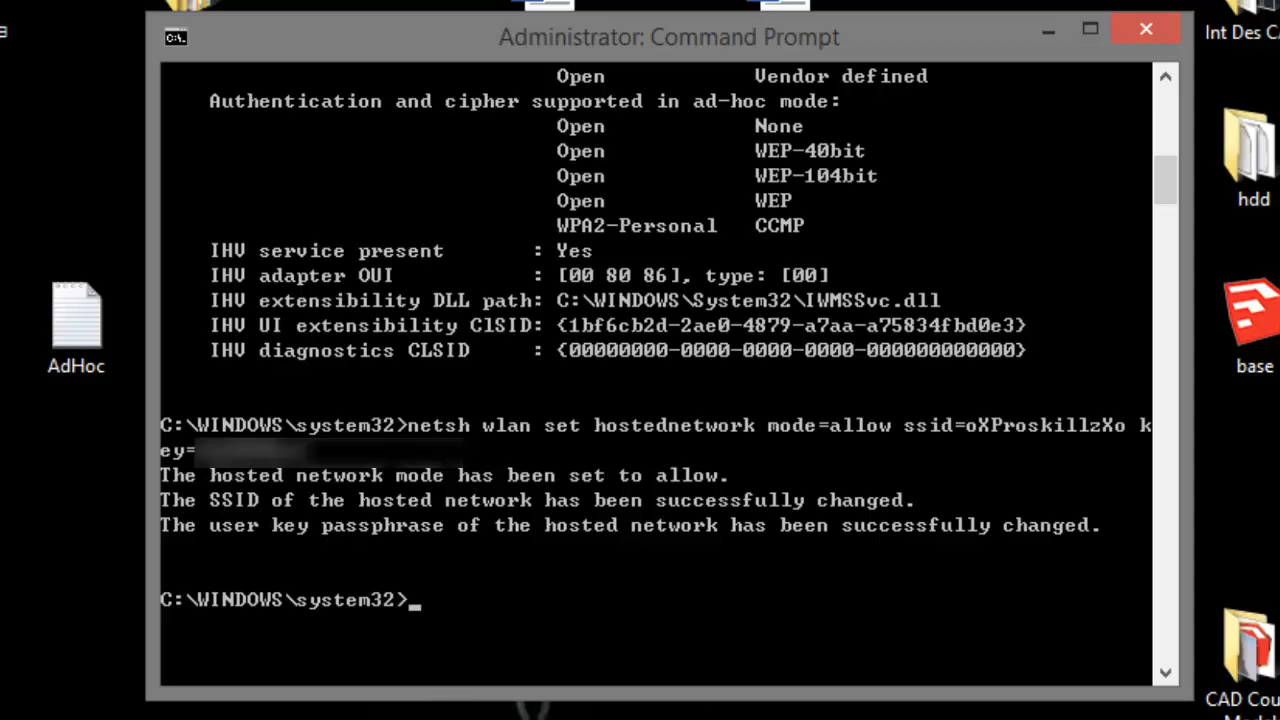 Administrator: Command Prompt
Open Vendor defined
Authentication and cipher supported in ad-hoc mode:
Open None
Open WEP-40bit
Open WEP-104bit
Open WEP
WPA2-Personal CCMP
IHV service present : Yes
IHV adapter OUI : [00 80 86], type: [00]
IHV extensibility DLL path: C:\WINDOWS\System32\IWMSSvc.dll
IHV UI extensibility ClSID: {1bf6cb2d-2ae0-4879-a7aa-a75834fbd0e3}
IHV diagnostics CLSID : {00000000-0000-0000-0000-000000000000}
C:\WINDOWS\system32>netsh wlan set hostednetwork mode=allow ssid=oXProskillzXo k
ey=
The hosted network mode has been set to allow.
The SSID of the hosted network has been successfully changed.
The user key passphrase of the hosted network has been successfully changed.
C:\WINDOWS\system32>_
AdHoc
Int Des
hdd
base
CAD